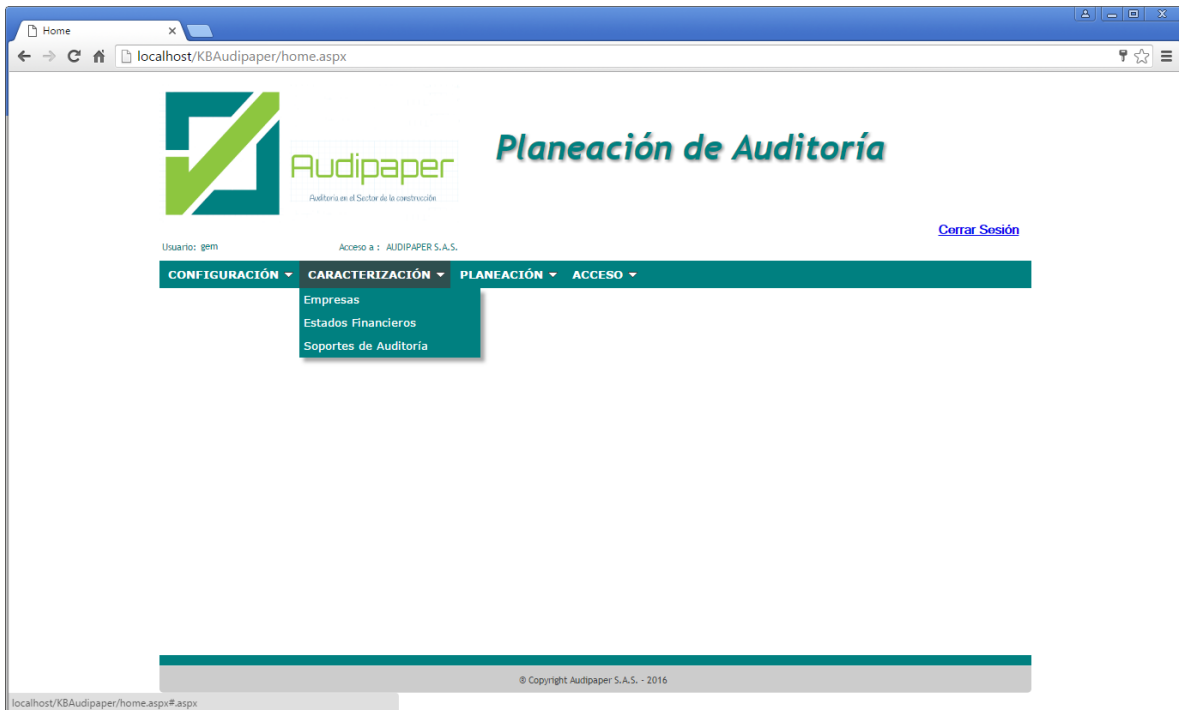 Home
localhost/KBAudipaper/home.aspx
Audipaper
Auditoria en el Sector de la construcción
Planeación de Auditoría
Cerrar Sesión
Usuario: gem Acceso a : AUDIPAPER S.A.S.
CONFIGURACIÓN CARACTERIZACIÓN PLANEACIÓN ACCESO
Empresas
Estados Financieros
Soportes de Auditoría
© Copyright Audipaper S.A.S. - 2016
localhost/KBAudipaper/home.aspx#.aspx